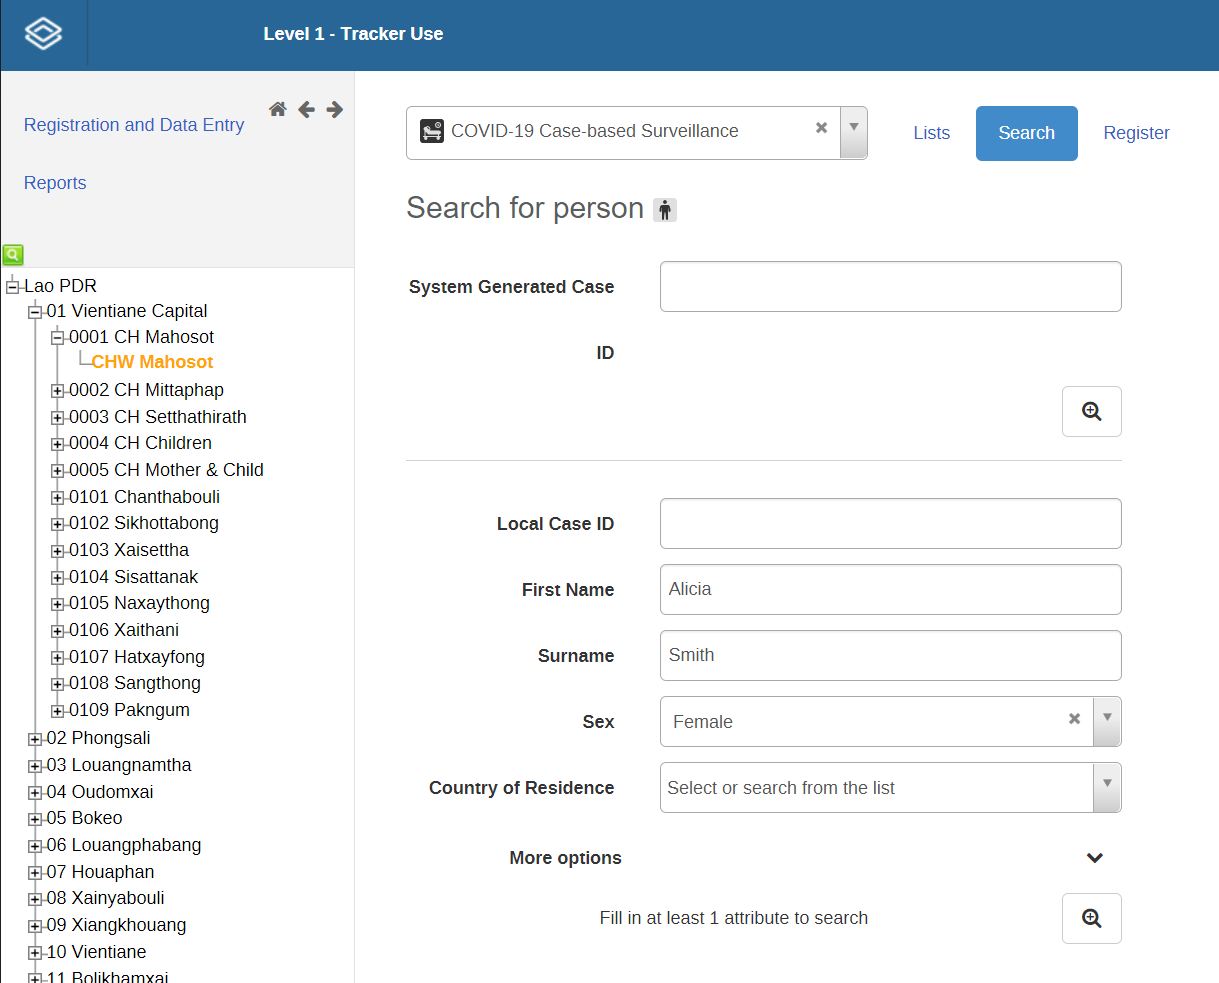 Level 1 - Tracker Use
Registration and Data Entry
Reports
Lao PDR
01 Vientiane Capital
0001 CH Mahosot
CHW Mahosot
0002 CH Mittaphap
0003 CH Setthathirath
0004 CH Children
0005 CH Mother & Child
0101 Chanthabouli
0102 Sikhottabong
0103 Xaisettha
0104 Sisattanak
0105 Naxaythong
0106 Xaithani
0107 Hatxayfong
0108 Sangthong
0109 Pakngum
02 Phongsali
03 Louangnamtha
04 Oudomxai
05 Bokeo
06 Louangphabang
07 Houaphan
08 Xainyabouli
09 Xiangkhouang
10 Vientiane
11 Bolikhamxai
COVID-19 Case-based Surveillance
Lists
Search
Register
Search for person
System Generated Case
ID
Local Case ID
First Name
Alicia
Surname
Smith
Sex
Female
Country of Residence
Select or search from the list
More options
Fill in at least 1 attribute to search